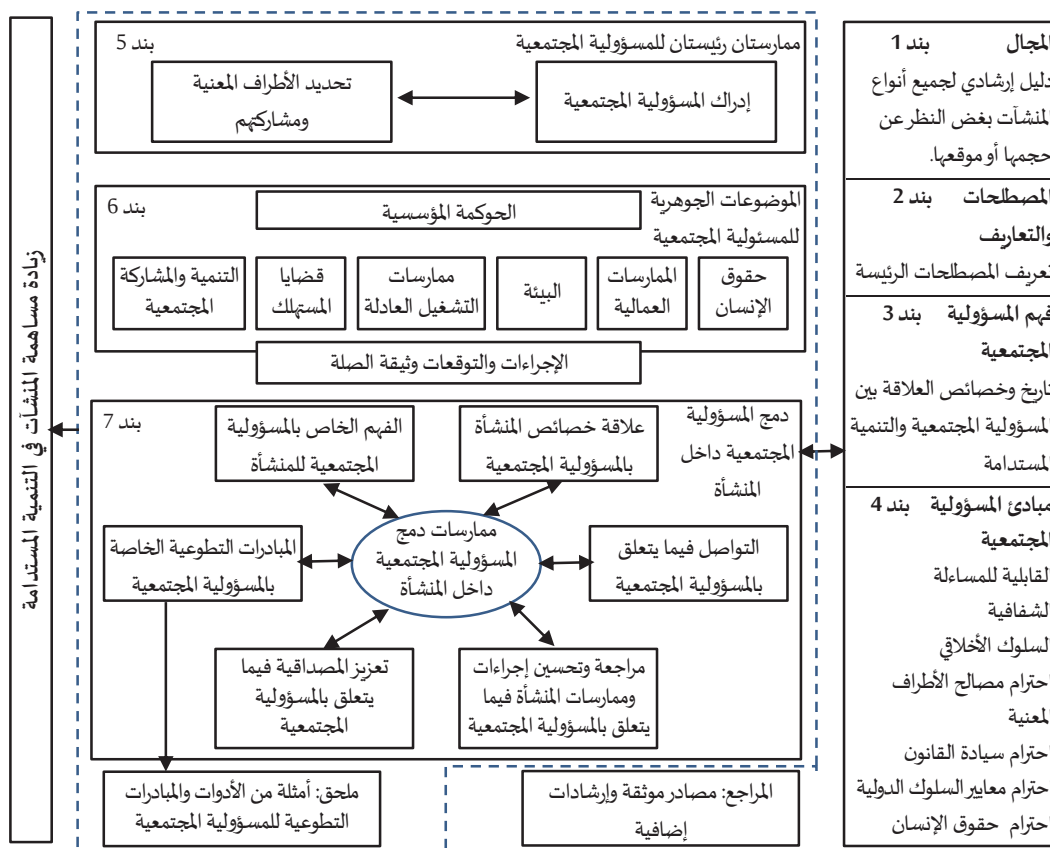 المجال بند 1
دليل إرشادي لجميع أنواع
المنشآت بغض النظر عن
حجمها أو موقعها.
المصطلحات بند 2
والتعاريف
تعريف المصطلحات الرئيسة
فهم المسؤولية بند 3
المجتمعية
تاريخ وخصائص العلاقة بين
المسؤولية المجتمعية والتنمية
المستدامة
مبادئ المسؤولية بند 4
المجتمعية
القابلية للمساءلة
الشفافية
السلوك الأخلاقي
احترام مصالح الأطراف
المعنية
احترام سيادة القانون
احترام معايير السلوك الدولية
احترام حقوق الإنسان
ممارستان رئيستان للمسؤولية المجتمعية
بند 5
إدراك المسؤولية المجتمعية
تحديد الأطراف المعنية
ومشاركتهم
الموضوعات الجوهرية
للمسئولية المجتمعية
بند 6
الحوكمة المؤسسية
حقوق
الإنسان
الممارسات
العمالية
البيئة
ممارسات
التشغيل العادلة
قضايا
المستهلك
التنمية والمشاركة
المجتمعية
الإجراءات والتوقعات وثيقة الصلة
دمج المسؤولية
المجتمعية داخل
المنشأة
بند 7
علاقة خصائص المنشأة
بالمسؤولية المجتمعية
الفهم الخاص بالمسؤولية
المجتمعية للمنشأة
ممارسات دمج
المسؤولية المجتمعية
داخل المنشأة
التواصل فيما يتعلق
بالمسؤولية المجتمعية
المبادرات التطوعية الخاصة
بالمسؤولية المجتمعية
مراجعة وتحسين إجراءات
وممارسات المنشأة فيما
يتعلق بالمسؤولية المجتمعية
تعزيز المصداقية فيما
يتعلق بالمسؤولية
المجتمعية
المراجع: مصادر موثقة وإرشادات
إضافية
ملحق: أمثلة من الأدوات والمبادرات
التطوعية للمسؤولية المجتمعية
زيادة مساهمة المنشآت في التنمية المستدامة